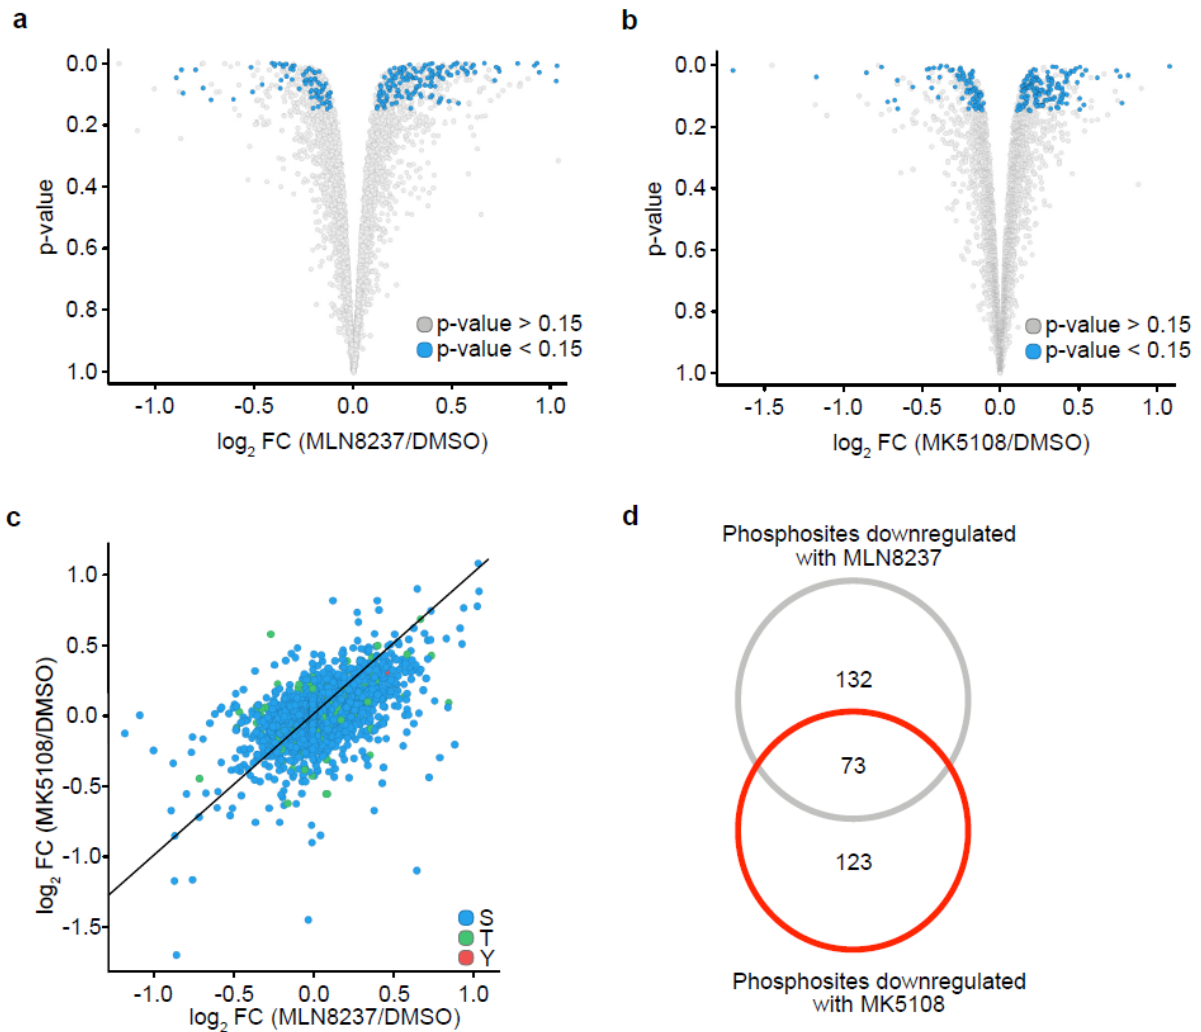 a
0.0
0.2
0.4
0.6
0.8
1.0
p-value
p-value > 0.15
p-value < 0.15
-1.0
-0.5
0.0
0.5
1.0
log2 FC (MLN8237/DMSO)
b
0.0
0.2
0.4
0.6
0.8
1.0
p-value
p-value > 0.15
p-value < 0.15
-1.5
-1.0
-0.5
0.0
0.5
1.0
log2 FC (MK5108/DMSO)
c
1.0
0.5
0.0
-0.5
-1.0
-1.5
log2 FC (MK5108/DMSO)
S
T
Y
-1.0
-0.5
0.0
0.5
1.0
log2 FC (MLN8237/DMSO)
d
Phosphosites downregulated
with MLN8237
132
73
123
Phosphosites downregulated
with MK5108